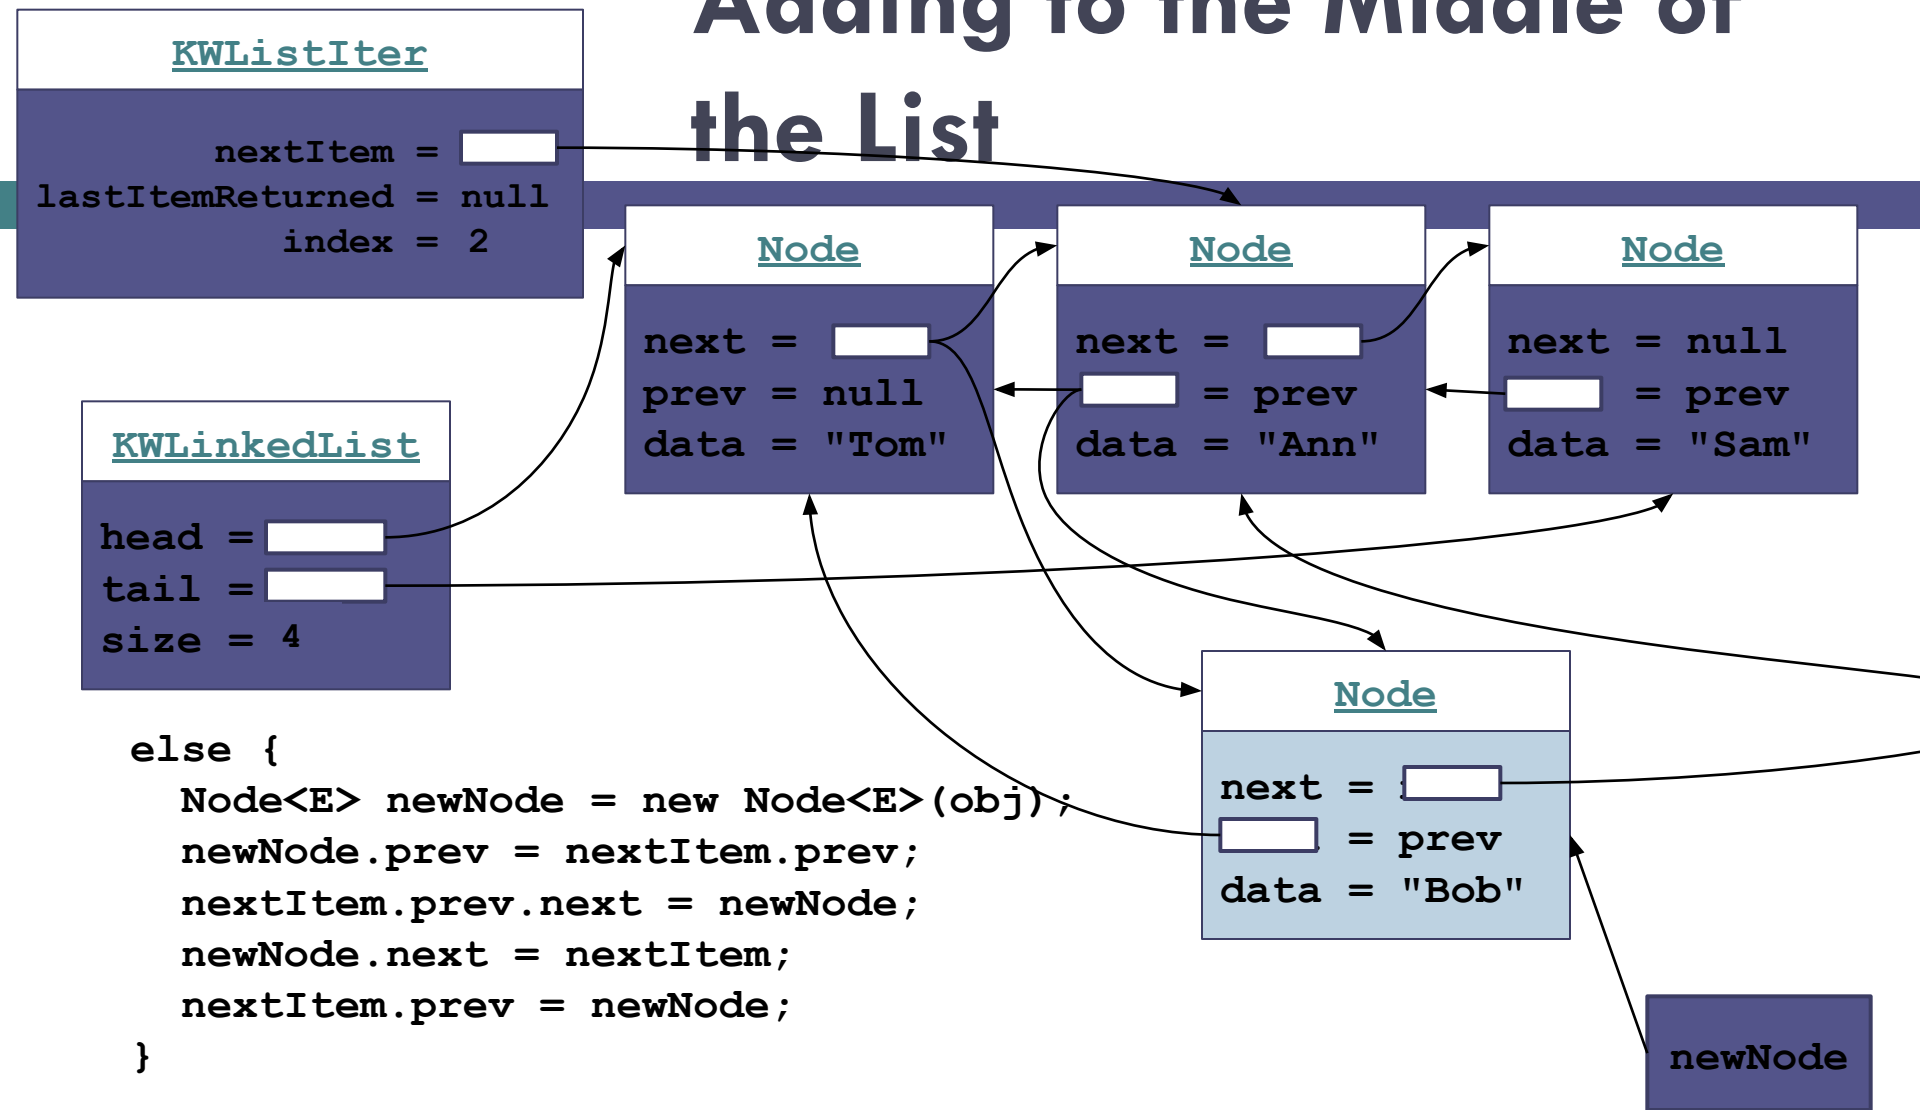 Adding to the Middle of
the List
KWListIter
nextItem =
lastItemReturned = null
index = 2
Node
next =
prev = null
data = "Tom"
Node
next =
= prev
data = "Ann"
Node
next = null
= prev
data = "Sam"
KWLinkedList
head =
tail =
size = 4
Node
next =
= prev
data = "Bob"
else {
Node<E> newNode = new Node<E>(obj);
newNode.prev = nextItem.prev;
nextItem.prev.next = newNode;
newNode.next = nextItem;
nextItem.prev = newNode;
}
newNode